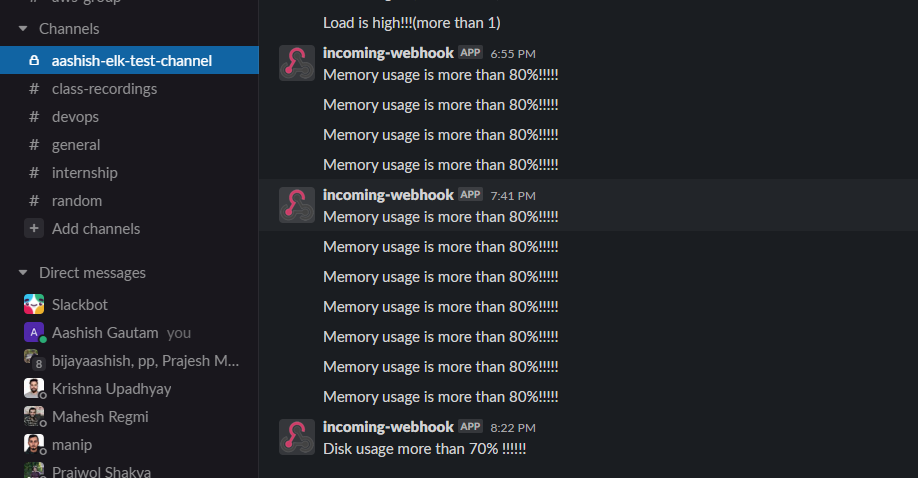 aws-group
Channels
aashish-elk-test-channel
# class-recordings
# devops
# general
# internship
# random
+ Add channels
Direct messages
Slackbot
A Aashish Gautam you
8 bijayaashish, pp, Prajesh M...
Krishna Upadhyay
Mahesh Regmi
manip
Prajwol Shakya
Load is high!!!(more than 1)
incoming-webhook APP 6:55 PM
Memory usage is more than 80%!!!!!
Memory usage is more than 80%!!!!!
Memory usage is more than 80%!!!!!
Memory usage is more than 80%!!!!!
incoming-webhook APP 7:41 PM
Memory usage is more than 80%!!!!!
Memory usage is more than 80%!!!!!
Memory usage is more than 80%!!!!!
Memory usage is more than 80%!!!!!
Memory usage is more than 80%!!!!!
Memory usage is more than 80%!!!!!
Memory usage is more than 80%!!!!!
incoming-webhook APP 8:22 PM
Disk usage more than 70% !!!!!!